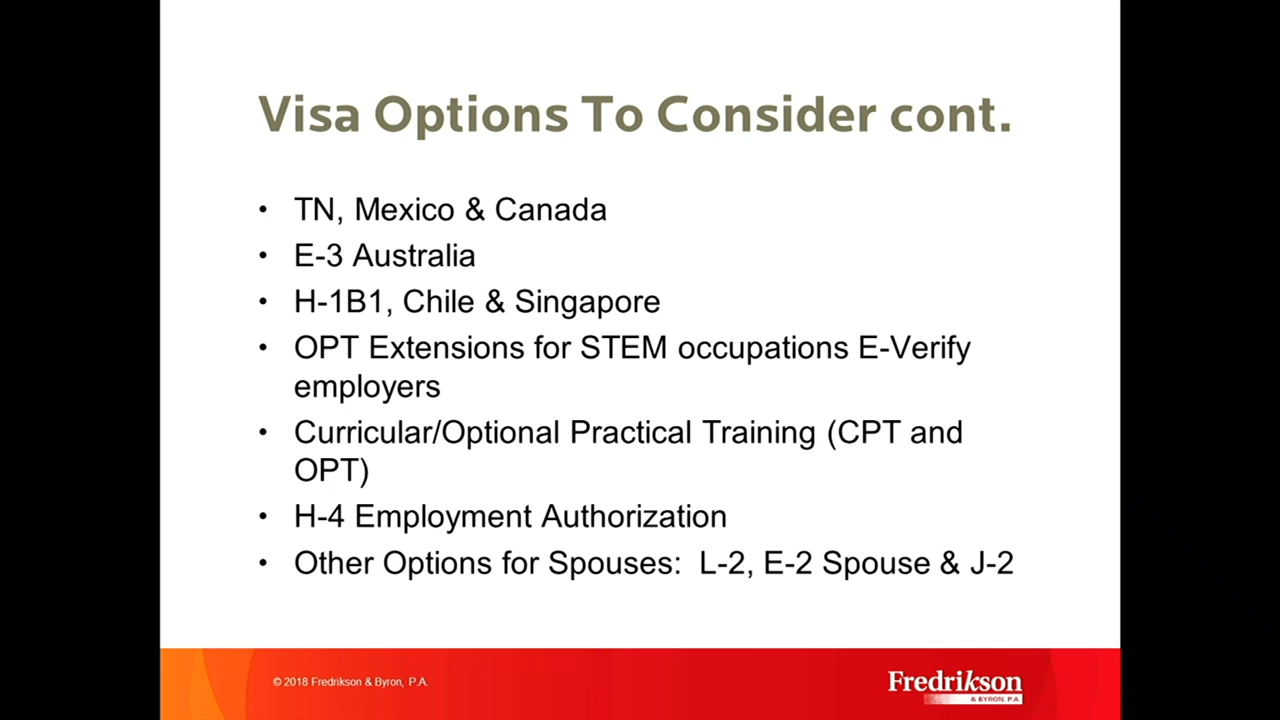 Visa Options To Consider cont.
• TN, Mexico & Canada
• E-3 Australia
• H-1B1, Chile & Singapore
• OPT Extensions for STEM occupations E-Verify
employers
• Curricular/Optional Practical Training (CPT and
OPT)
• H-4 Employment Authorization
• Other Options for Spouses:  L-2, E-2 Spouse & J-2
© 2018 Fredrikson & Byron, P.A.
Fredrikson
& BYRON, P.A.